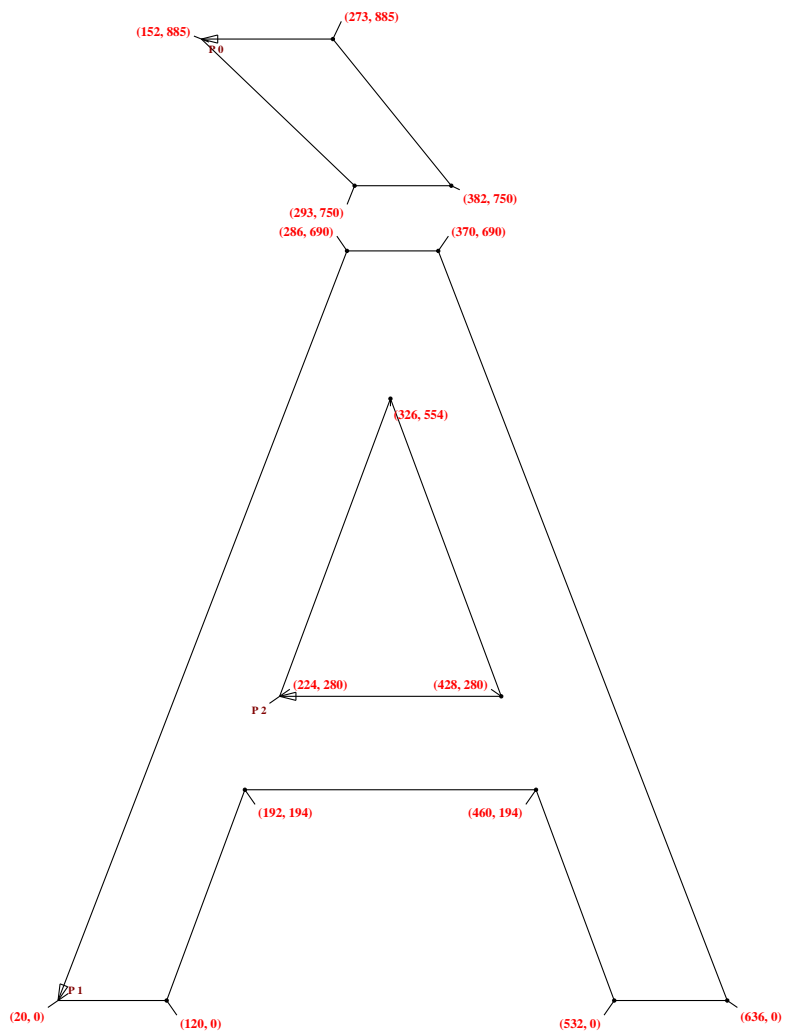 (273, 885)
(152, 885)
P 0
(382, 750)
(293, 750)
(286, 690) (370, 690)
(326, 554)
(224, 280) (428, 280)
P 2
(192, 194) (460, 194)
P 1
(20, 0) (120, 0) (532, 0) (636, 0)